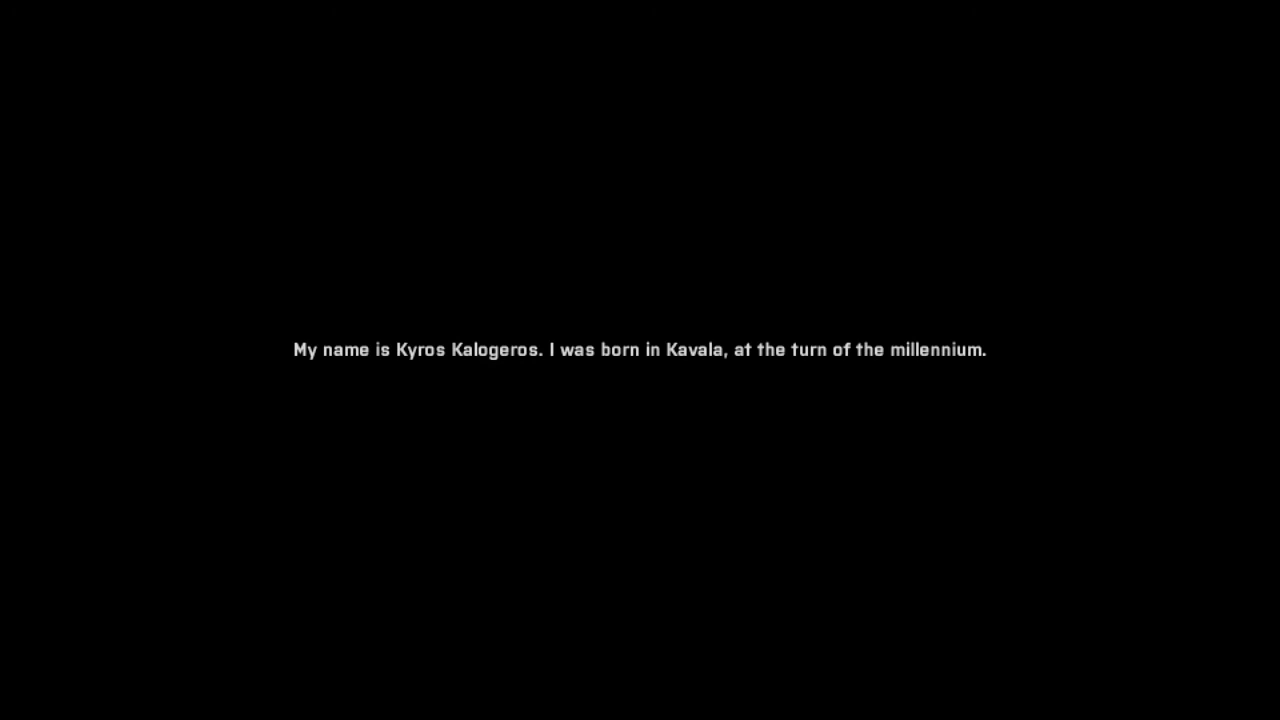 My name is Kyros Kalogeros. I was born in Kavala, at the turn of the millennium.